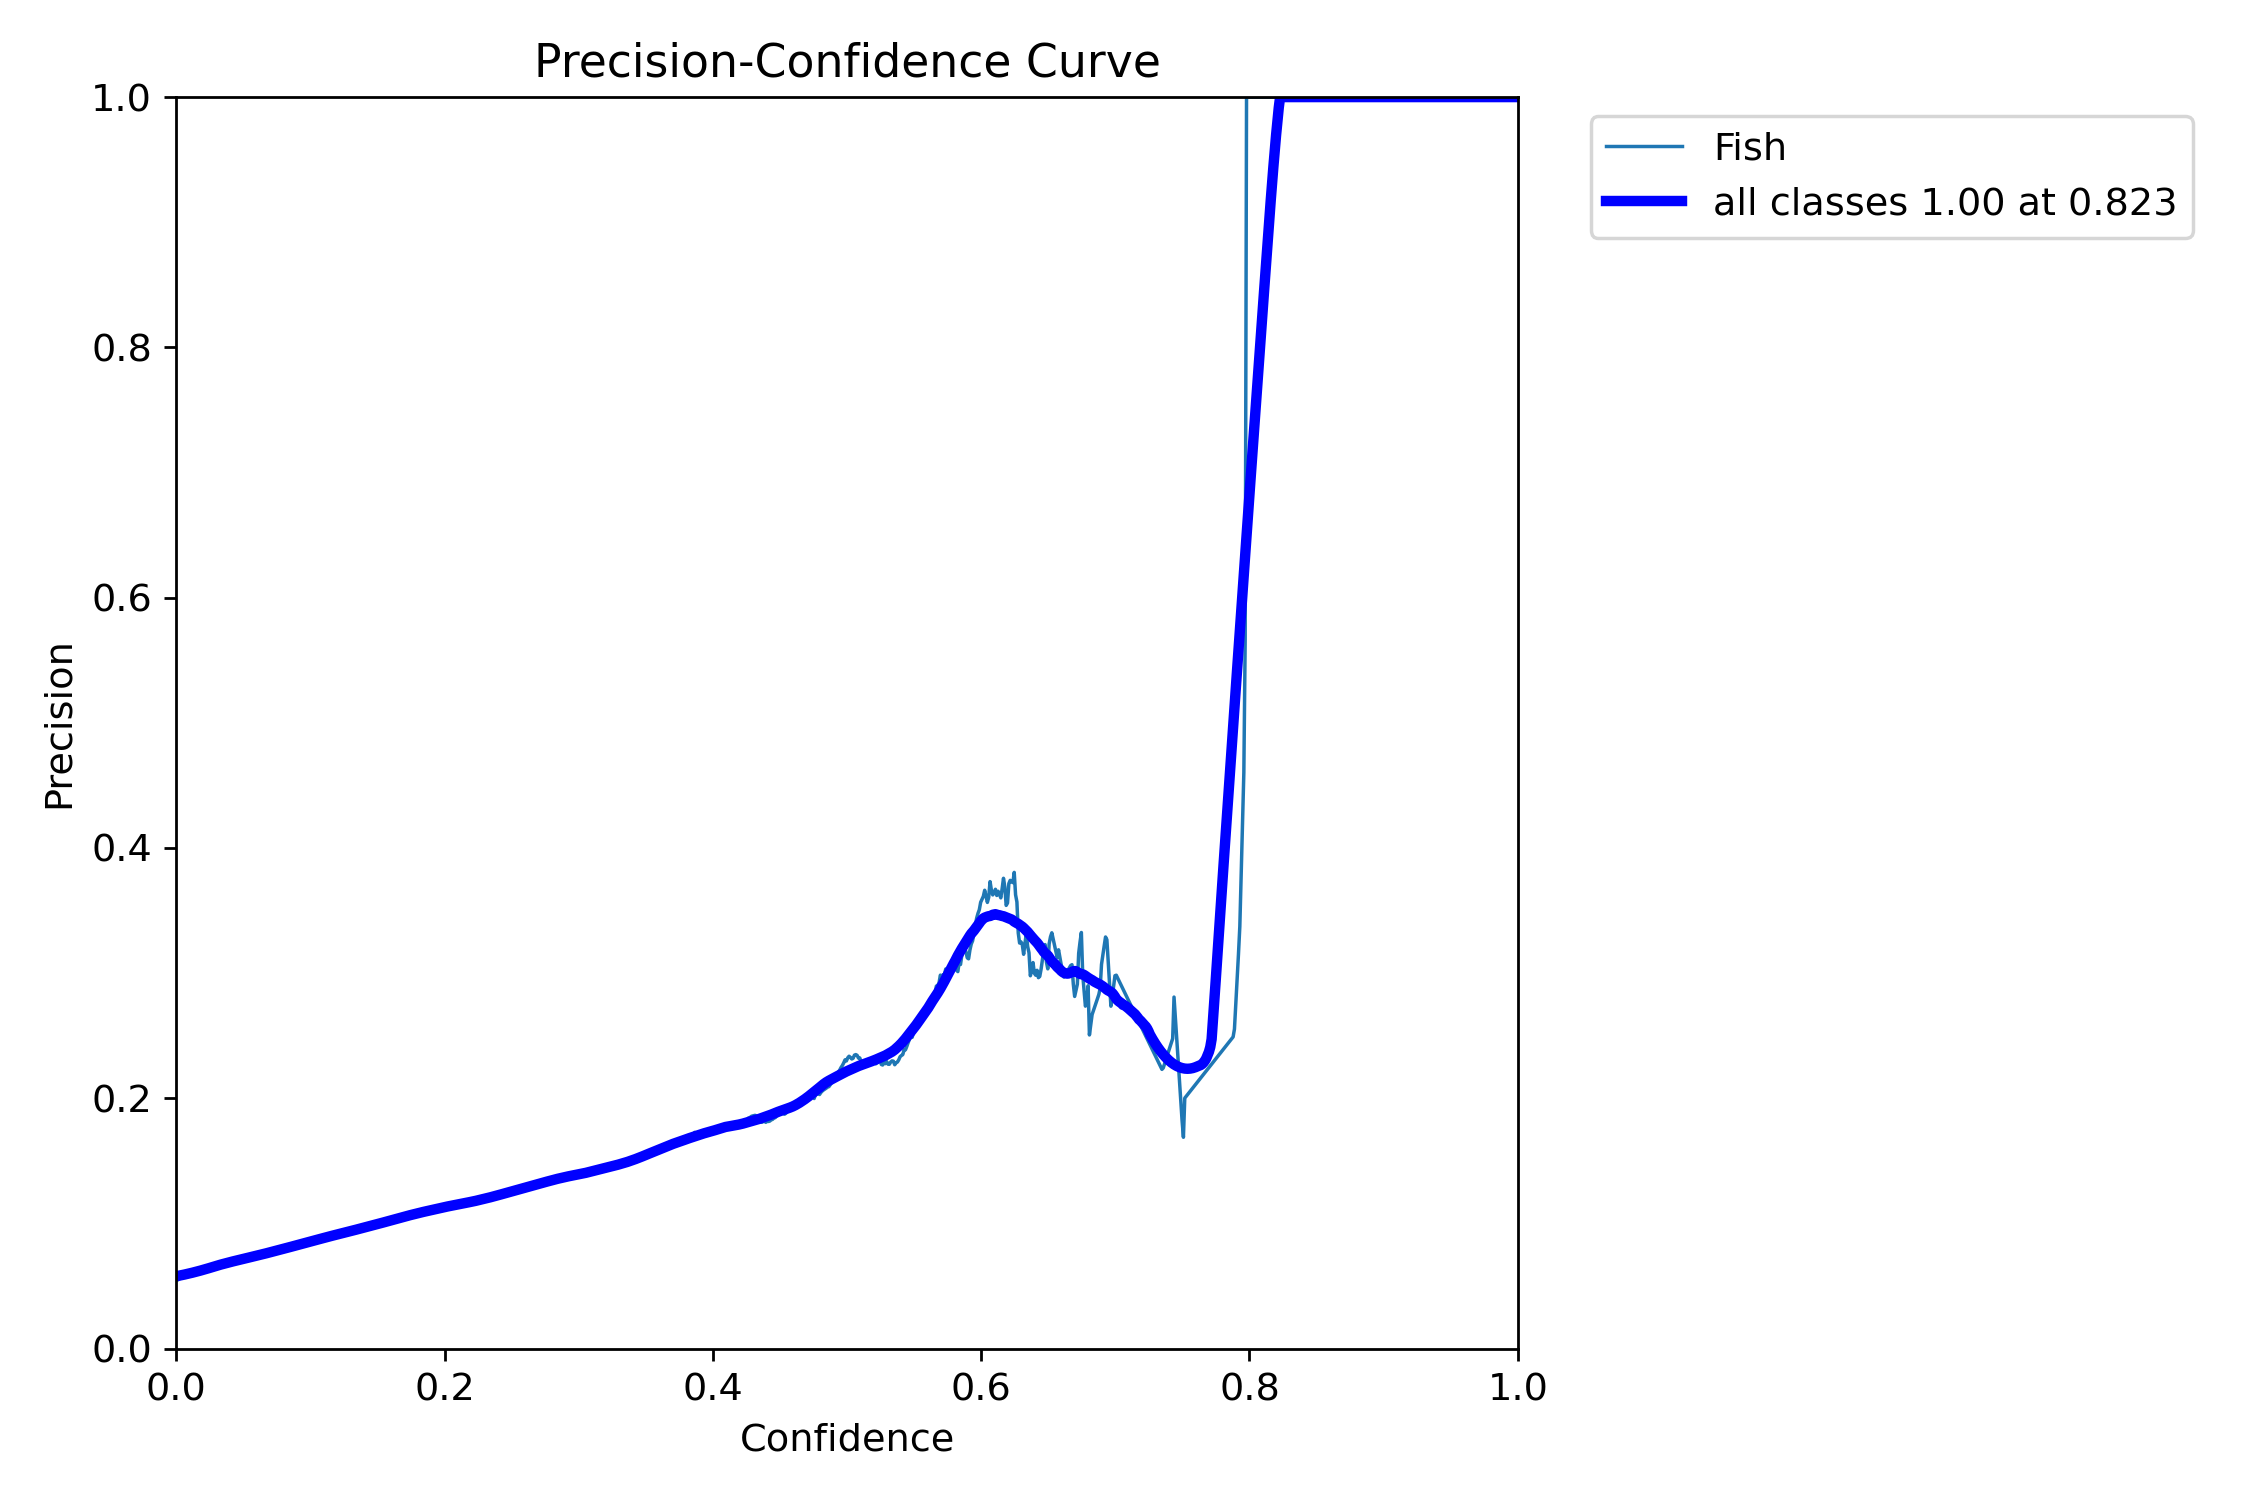 Precision-Confidence Curve
1.0
0.8
0.6
0.4
0.2
0.0
Precision
0.0 0.2 0.4 0.6 0.8 1.0
Confidence
Fish
all classes 1.00 at 0.823